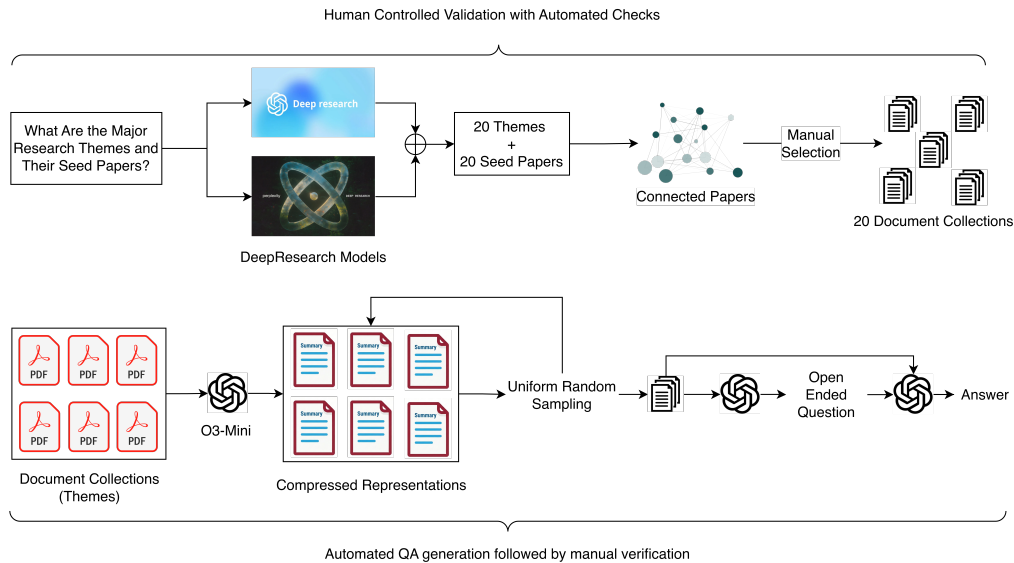 Human Controlled Validation with Automated Checks
What Are the Major
Research Themes and
Their Seed Papers?
Deep research
perplexity
DEEP RESEARCH
DeepResearch Models
20 Themes
+
20 Seed Papers
Connected Papers
Manual
Selection
20 Document Collections
PDF
PDF
PDF
PDF
PDF
PDF
Document Collections
(Themes)
O3-Mini
Summary
Summary
Summary
Summary
Summary
Summary
Compressed Representations
Uniform Random
Sampling
Open
Ended
Question
Answer
Automated QA generation followed by manual verification